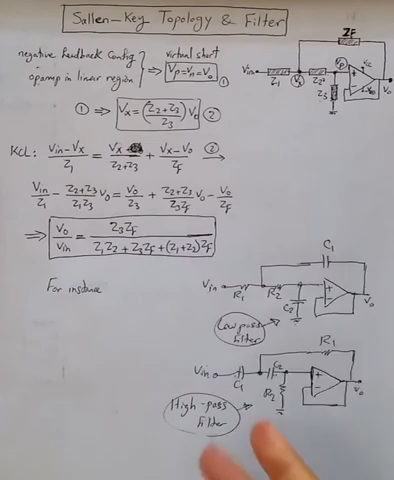 Sallen-Key Topology & Filter
negative feedback config
opamp in linear region
virtual short
Vp=Vn=Vo ①
① ⇒ Vx=(Z2+Z3/Z3)Vo ②
KCL: Vin-Vx/Z1 = Vx/Z2+Z3 + Vx-Vo/ZF ② →
Vin/Z1 - Z2+Z3/Z1Z3 Vo = Vo/Z3 + Z2+Z3/Z3ZF Vo - Vo/ZF
⇒ Vo/Vin = Z3ZF/Z1Z2+Z3ZF+(Z1+Z2)ZF
For instance
ZF
Vin
Z1
Vx
Z2
Vp
Z3
Vo
C1
Vin
R1
R2
C2
Vo
Low pass
filter
R1
Vin
C1
C2
R2
Vo
High-pass
filter